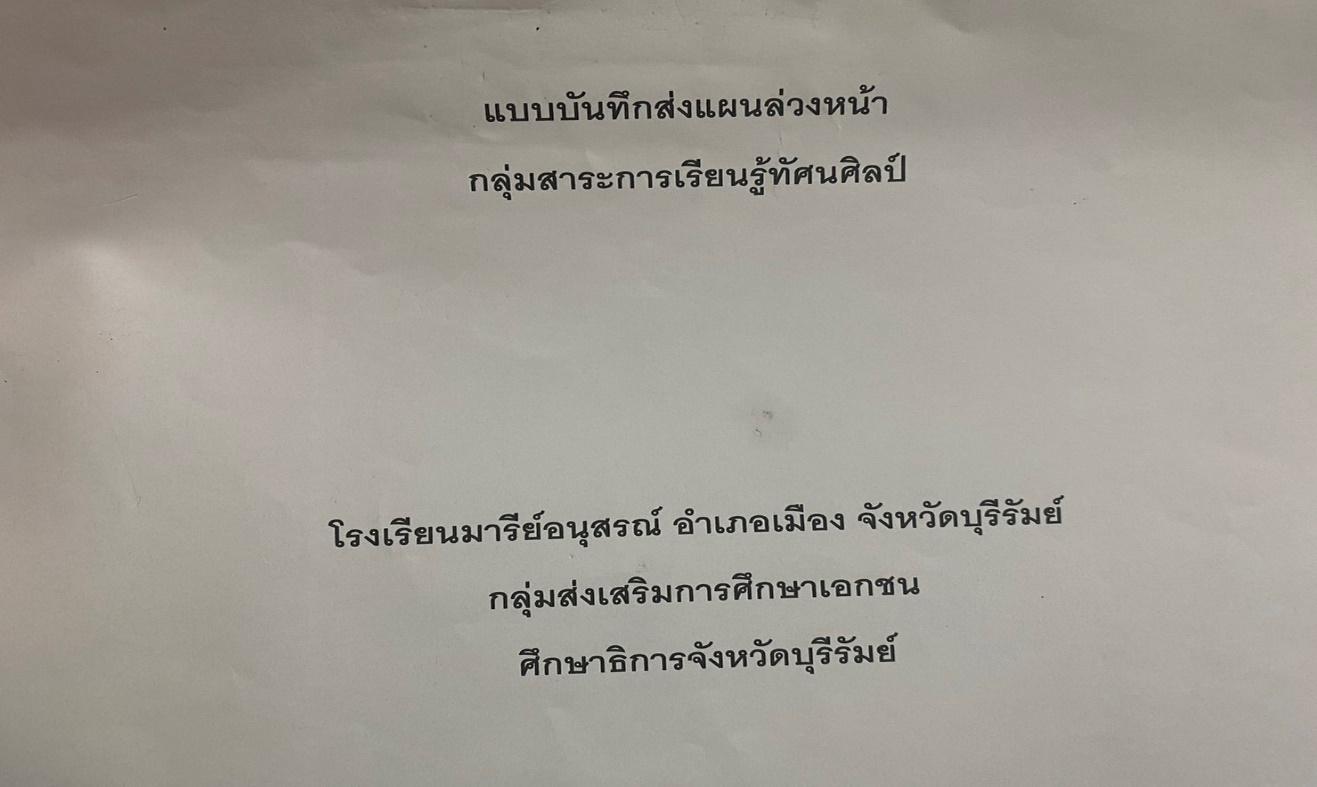 แบบบันทึกส่งแผนล่วงหน้า
กลุ่มสาระการเรียนรู้ทัศนศิลป์
โรงเรียนมารีย์อนุสรณ์ อำเภอเมือง จังหวัดบุรีรัมย์
กลุ่มส่งเสริมการศึกษาเอกชน
ศึกษาธิการจังหวัดบุรีรัมย์